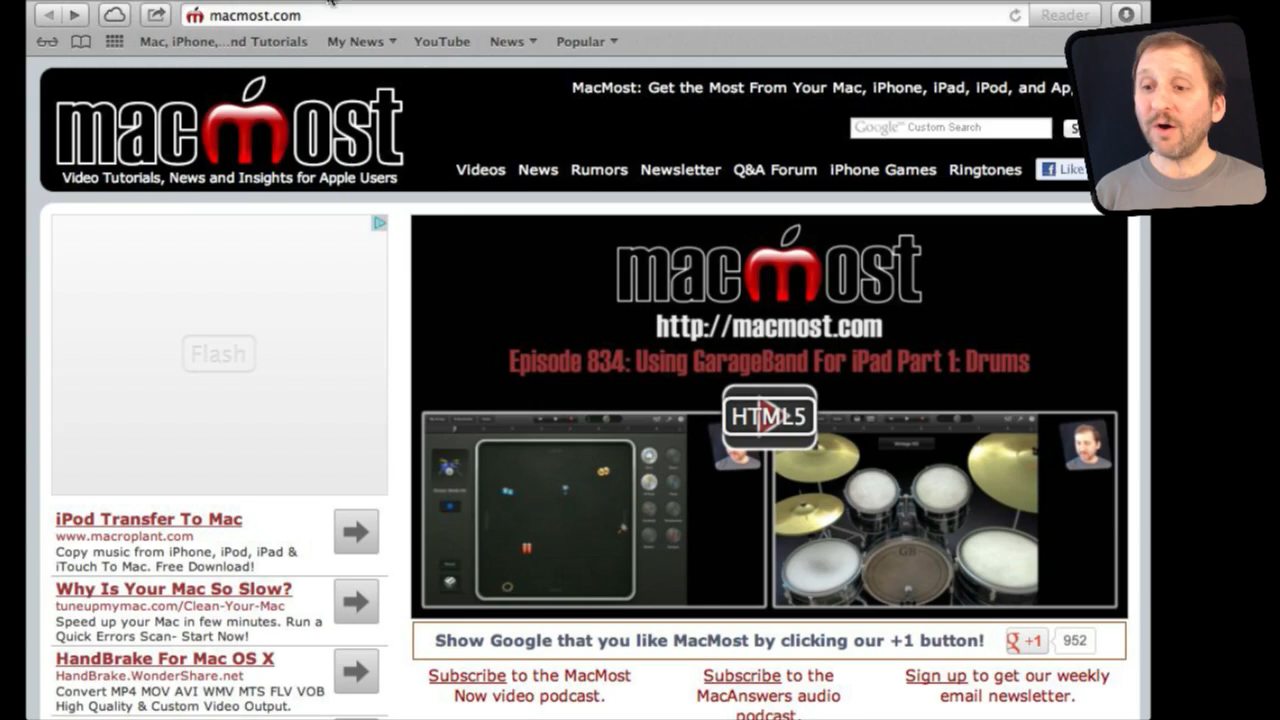 macmost.com
Reader
Mac, iPhone,...nd Tutorials
My News
YouTube
News
Popular
macmost
Video Tutorials, News and Insights for Apple Users
MacMost: Get the Most From Your Mac, iPhone, iPad, iPod, and
Google™ Custom Search
Videos News Rumors Newsletter Q&A Forum iPhone Games Ringtones
Like
Flash
macmost
http://macmost.com
Episode 834: Using GarageBand For iPad Part 1: Drums
HTML5
GB
iPod Transfer To Mac
www.macroplant.com
Copy music from iPhone, iPod, iPad &
iTouch To Mac. Free Download!
Why Is Your Mac So Slow?
tuneupmymac.com/Clean-Your-Mac
Speed up your Mac in few minutes. Run a
Quick Errors Scan- Start Now!
HandBrake For Mac OS X
HandBrake.WonderShare.net
Convert MP4 MOV AVI WMV MTS FLV VOB
High Quality & Custom Video Output.
Show Google that you like MacMost by clicking our +1 button!
g +1
952
Subscribe to the MacMost
Now video podcast.
Subscribe to the
MacAnswers audio
podcast.
Sign up to get our weekly
email newsletter.